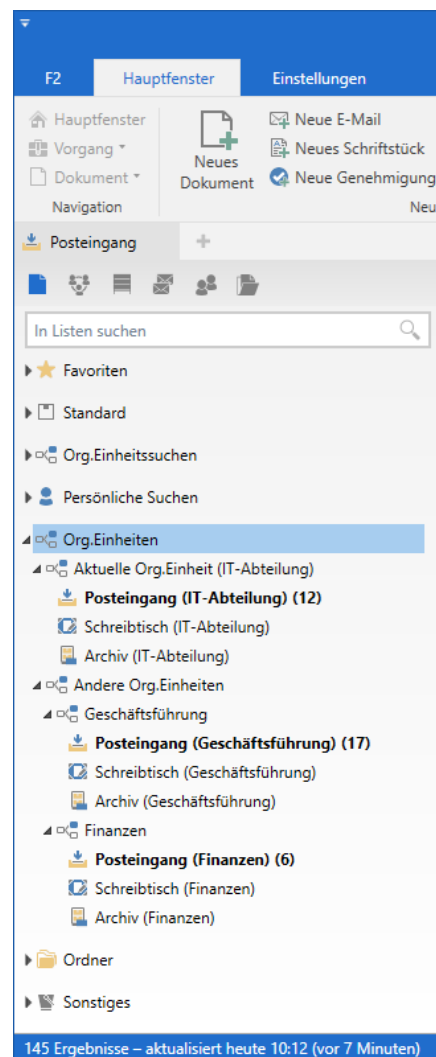 F2 Hauptfenster Einstellungen
Hauptfenster
Vorgang
Dokument
Navigation
Neues
Dokument
Neue E-Mail
Neues Schriftstück
Neue Genehmigung
Neu
Posteingang +
In Listen suchen
Favoriten
Standard
Org.Einheitssuchen
Persönliche Suchen
Org.Einheiten
Aktuelle Org.Einheit (IT-Abteilung)
Posteingang (IT-Abteilung) (12)
Schreibtisch (IT-Abteilung)
Archiv (IT-Abteilung)
Andere Org.Einheiten
Geschäftsführung
Posteingang (Geschäftsführung) (17)
Schreibtisch (Geschäftsführung)
Archiv (Geschäftsführung)
Finanzen
Posteingang (Finanzen) (6)
Schreibtisch (Finanzen)
Archiv (Finanzen)
Ordner
Sonstiges
145 Ergebnisse – aktualisiert heute 10:12 (vor 7 Minuten)